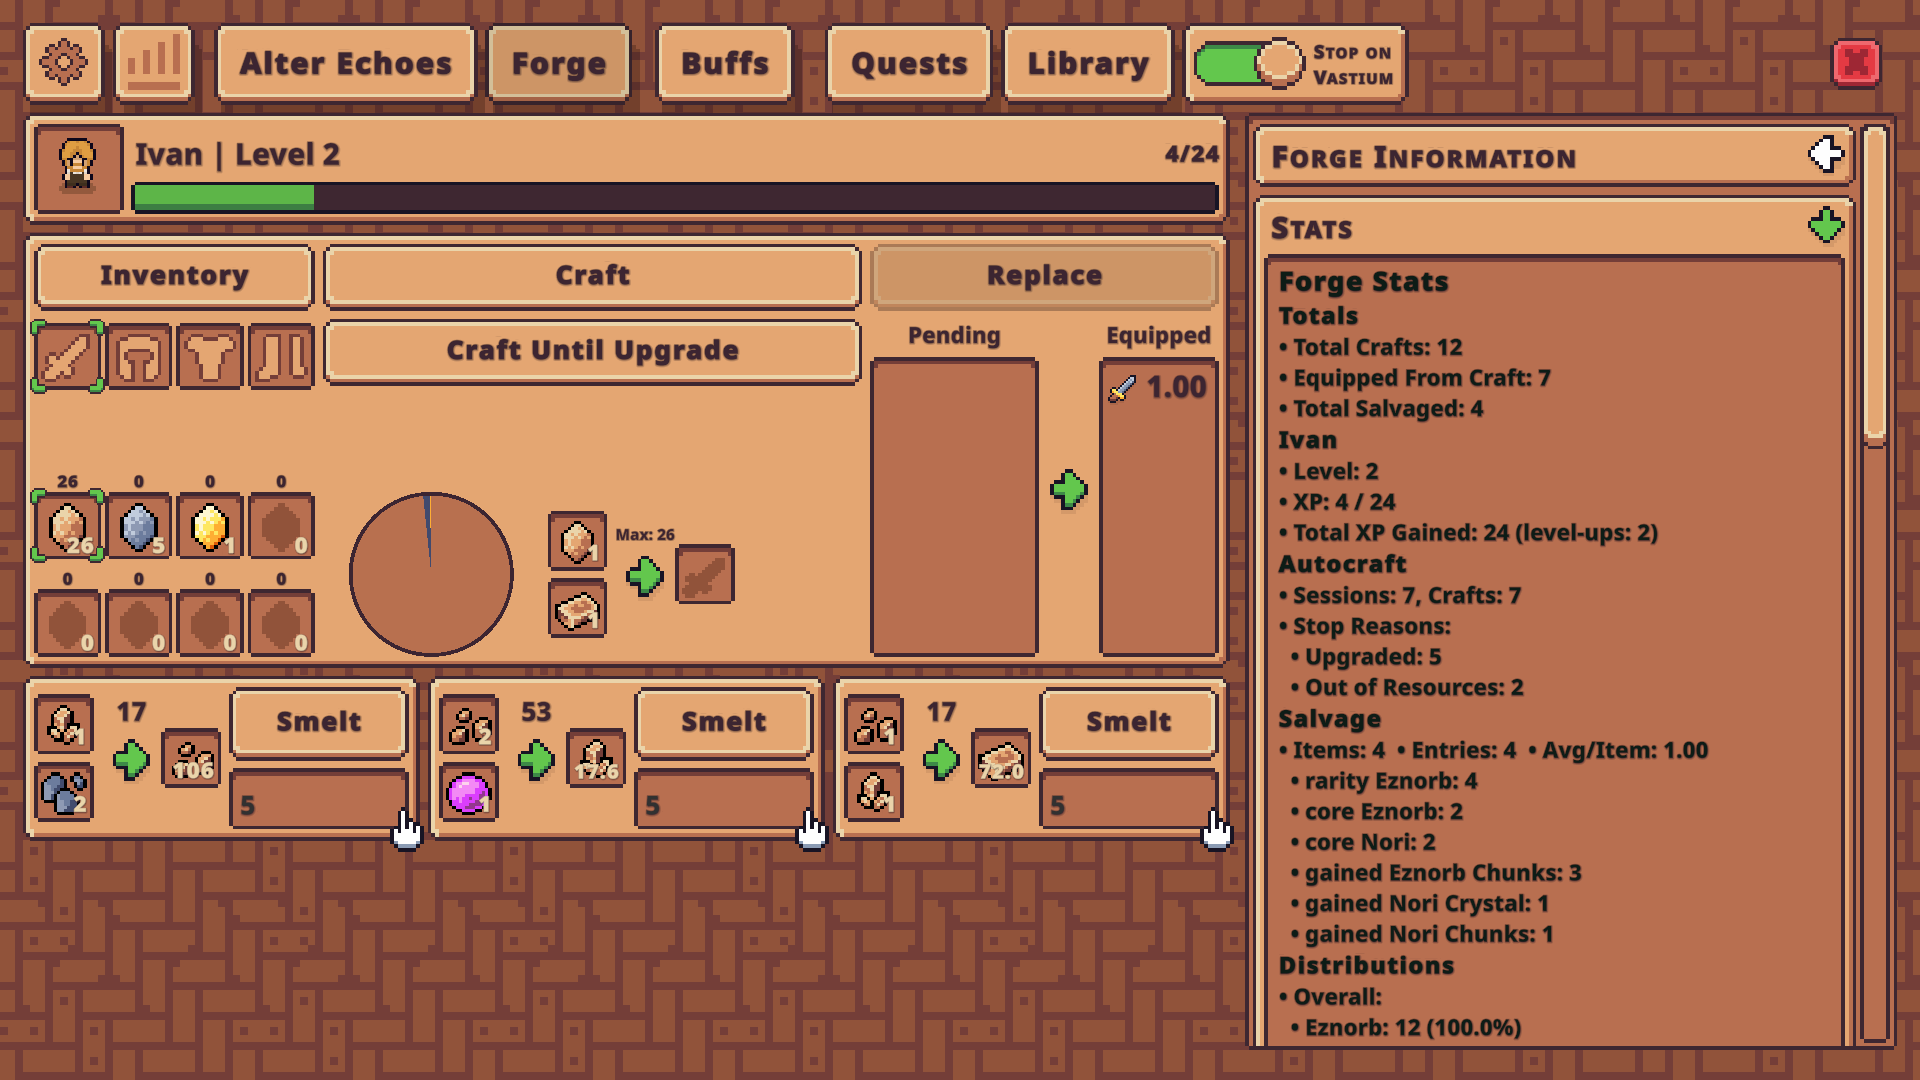 Alter Echoes
Forge
Buffs
Quests
Library
Stop on
Vastium
Ivan | Level 2
4/24
Inventory
Craft
Replace
Craft Until Upgrade
Pending
Equipped
1.00
26
0
0
0
26
5
1
0
0
0
0
0
0
0
0
0
1
1
Max: 26
1
2
17
106
Smelt
5
2
1
53
17.6
Smelt
5
1
1
17
72.0
Smelt
5
Forge Information
Stats
Forge Stats
Totals
• Total Crafts: 12
• Equipped From Craft: 7
• Total Salvaged: 4
Ivan
• Level: 2
• XP: 4 / 24
• Total XP Gained: 24 (level-ups: 2)
Autocraft
• Sessions: 7, Crafts: 7
• Stop Reasons:
• Upgraded: 5
• Out of Resources: 2
Salvage
• Items: 4 • Entries: 4 • Avg/Item: 1.00
• rarity Eznorb: 4
• core Eznorb: 2
• core Nori: 2
• gained Eznorb Chunks: 3
• gained Nori Crystal: 1
• gained Nori Chunks: 1
Distributions
• Overall:
• Eznorb: 12 (100.0%)